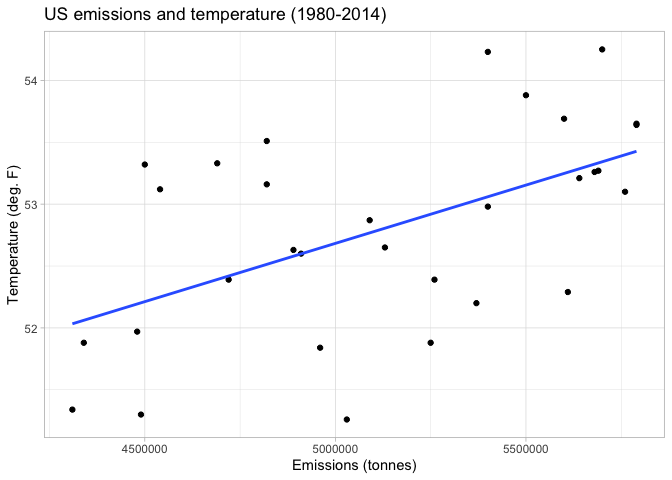 US emissions and temperature (1980-2014)
Temperature (deg. F)
54
53
52
4500000
5000000
5500000
Emissions (tonnes)